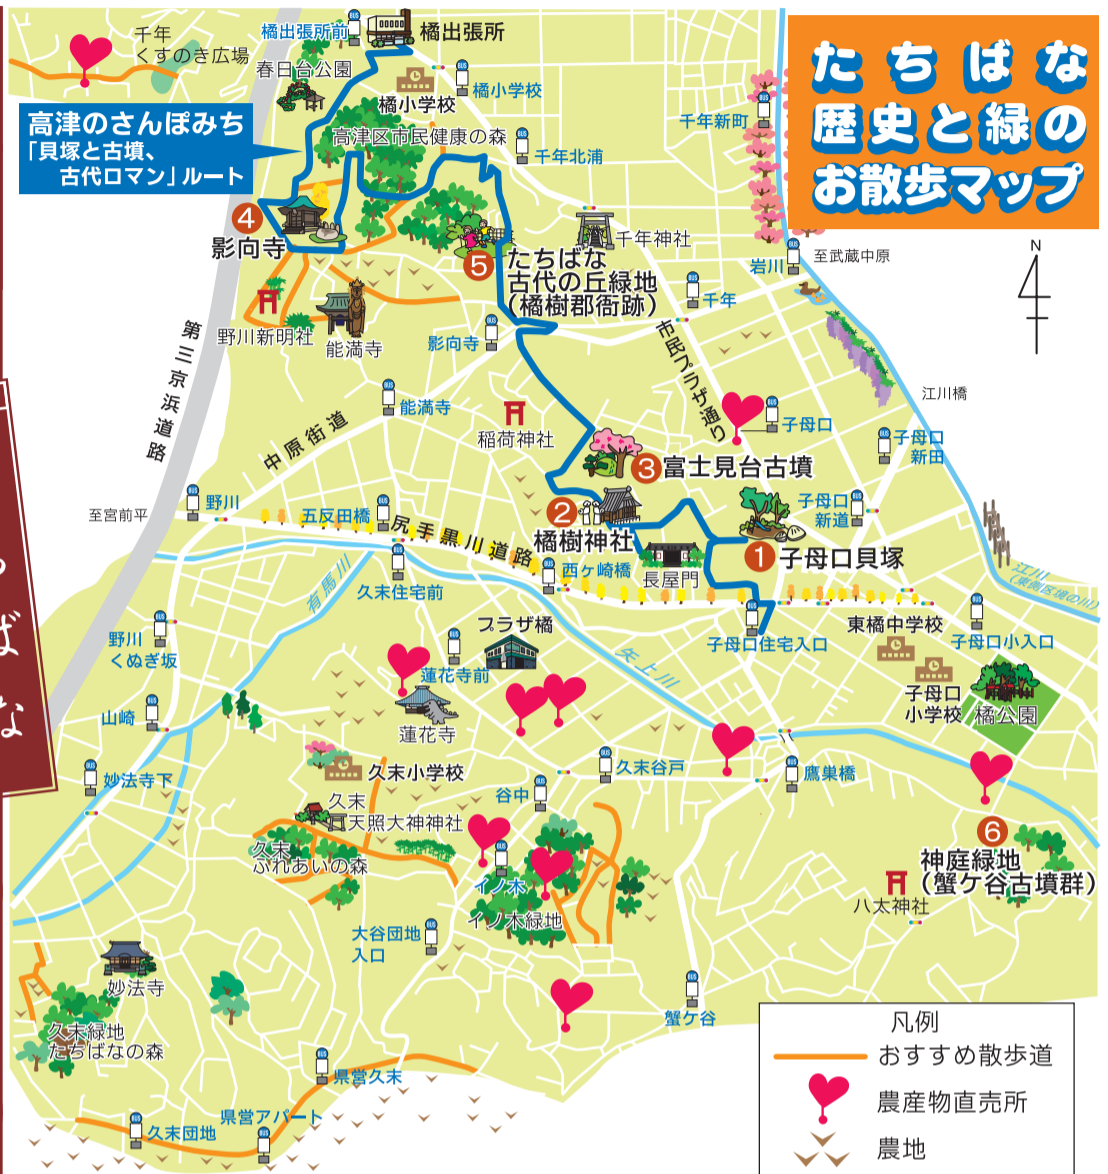 たちばな
歴史と緑の
お散歩マップ
千年
くすのき広場
橘出張所前
橘出張所
春日台公園
橘小学校
橘小学校
高津のさんぽみち
「貝塚と古墳、
古代ロマン」ルート
高津区市民健康の森
千年北浦
千年新町
4
影向寺
5
たちばな
古代の丘緑地
(橘樹郡衙跡)
千年神社
岩川
至武蔵中原
N
千年
野川新明社
能満寺
影向寺
第三京浜道路
市民プラザ通り
江川橋
能満寺
中原街道
稲荷神社
子母口
子母口
新田
3
富士見台古墳
至宮前平
野川
五反田橋
尻手黒川道路
2
橘樹神社
子母口
新道
1
子母口貝塚
長屋門
西ヶ崎橋
江川
(東側区境の川)
有馬川
久末住宅前
野川
くぬぎ坂
プラザ橘
矢上川
子母口住宅入口
東橘中学校
子母口小入口
蓮花寺前
子母口
小学校
橘公園
山崎
蓮花寺
妙法寺下
久末小学校
久末谷戸
鷹巣橋
谷中
久末
天照大神神社
久末
ふれあいの森
イノ木
イノ木緑地
6
神庭緑地
(蟹ケ谷古墳群)
八太神社
大谷団地
入口
妙法寺
久末緑地
たちばなの森
蟹ケ谷
県営久末
県営アパート
久末団地
凡例
おすすめ散歩道
農産物直売所
農地
ばな